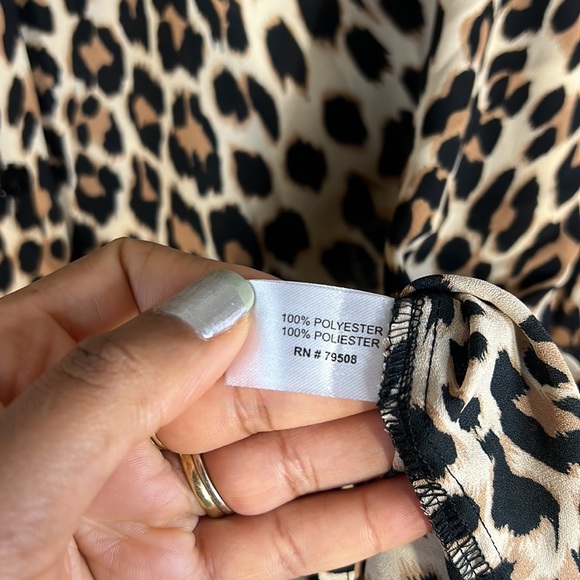 100% POLYESTER
100% POLIESTER
RN # 79508